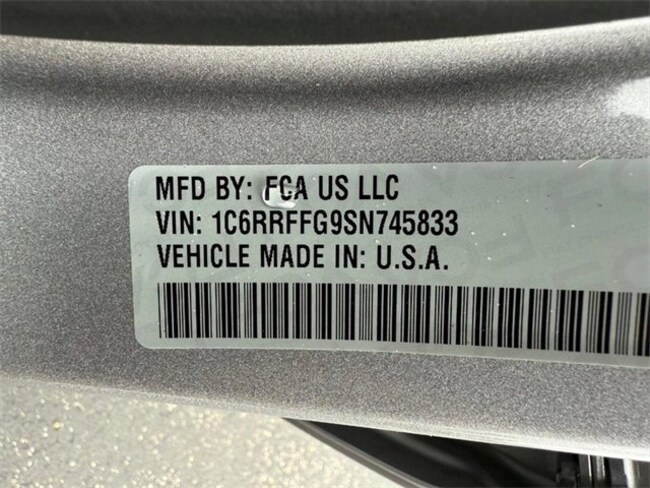 MFD BY: FCA US LLC
VIN: 1C6RRFFG9SN745833
VEHICLE MADE IN: U.S.A.